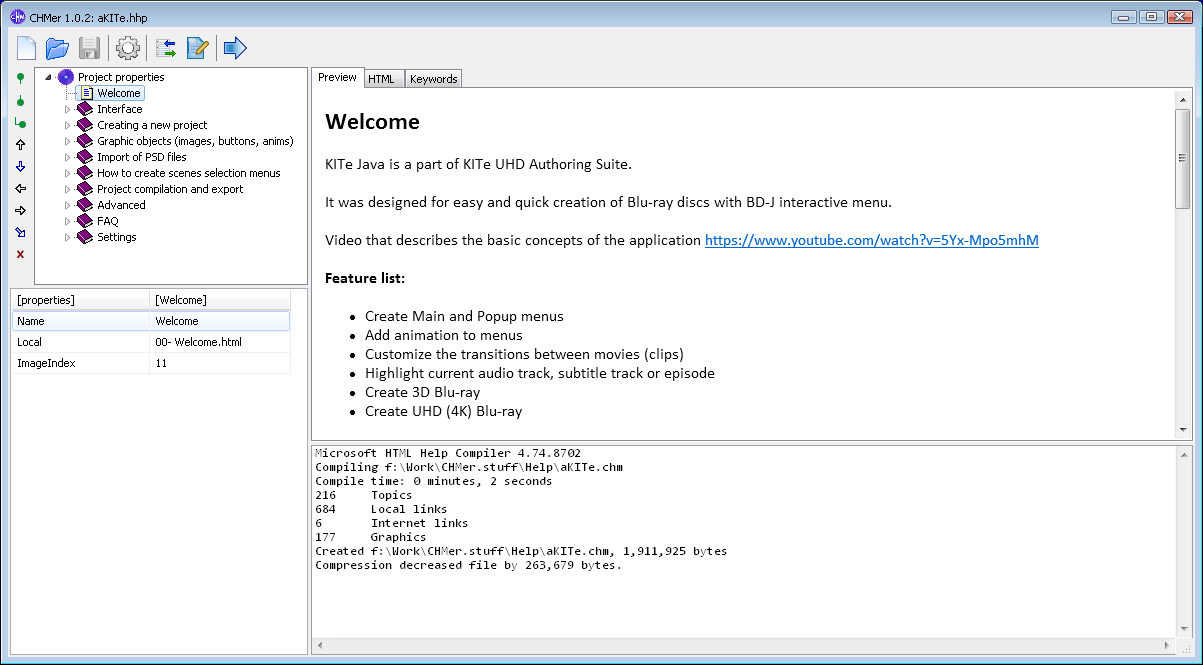 CHMer 1.0.2: aKITe.hhp
Project properties
Welcome
Interface
Creating a new project
Graphic objects (images, buttons, anims)
Import of PSD files
How to create scenes selection menus
Project compilation and export
Advanced
FAQ
Settings
[properties] [Welcome]
Name Welcome
Local 00- Welcome.html
ImageIndex 11
Preview HTML Keywords
Welcome
KITe Java is a part of KITe UHD Authoring Suite.
It was designed for easy and quick creation of Blu-ray discs with BD-J interactive menu.
Video that describes the basic concepts of the application https://www.youtube.com/watch?v=5Yx-Mpo5mhM
Feature list:
• Create Main and Popup menus
• Add animation to menus
• Customize the transitions between movies (clips)
• Highlight current audio track, subtitle track or episode
• Create 3D Blu-ray
• Create UHD (4K) Blu-ray
Microsoft HTML Help Compiler 4.74.8702
Compiling f:\Work\CHMer.stuff\Help\aKITe.chm
Compile time: 0 minutes, 2 seconds
216 Topics
684 Local links
6 Internet links
177 Graphics
Created f:\Work\CHMer.stuff\Help\aKITe.chm, 1,911,925 bytes
Compression decreased file by 263,679 bytes.